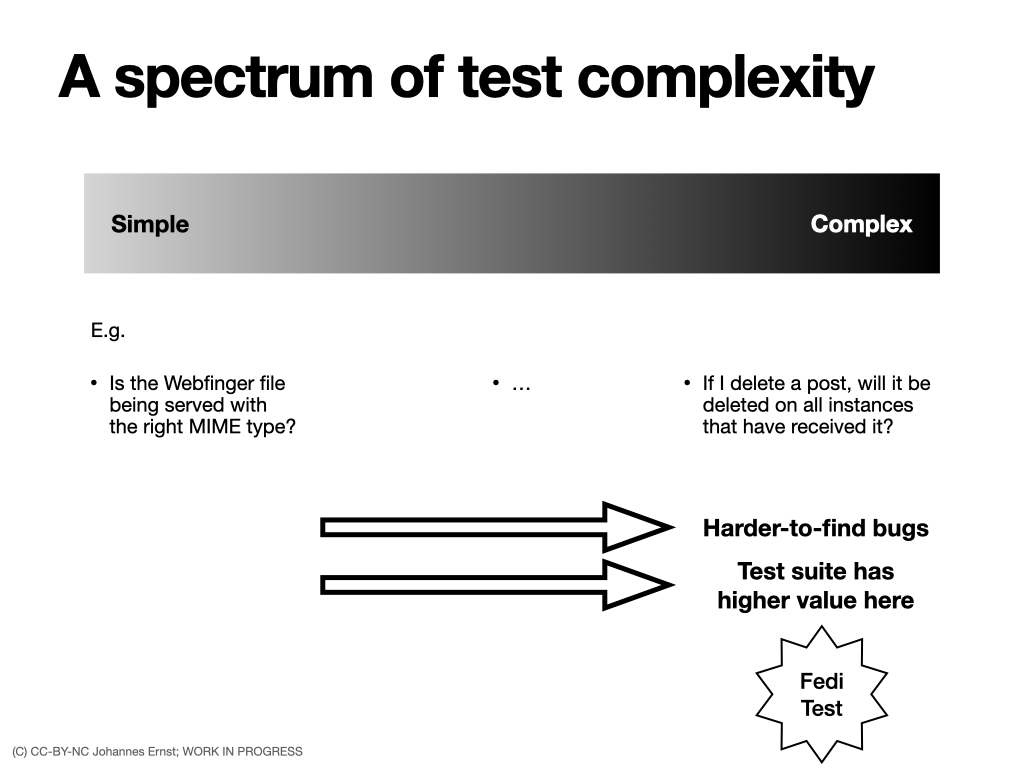 A spectrum of test complexity
Simple
Complex
E.g.
• Is the Webfinger file
being served with
the right MIME type?
• …
• If I delete a post, will it be
deleted on all instances
that have received it?
Harder-to-find bugs
Test suite has
higher value here
Fedi
Test
(C) CC-BY-NC Johannes Ernst; WORK IN PROGRESS